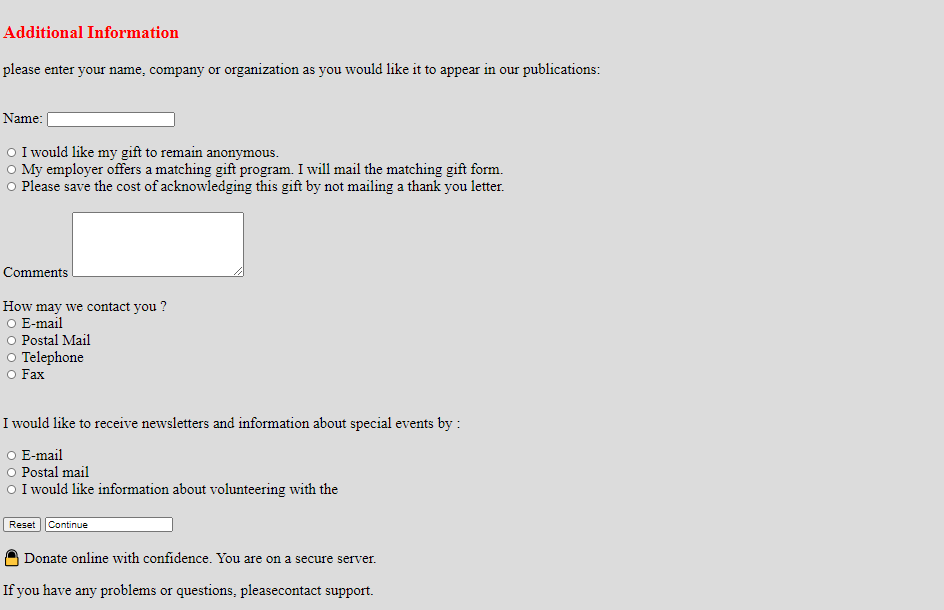 Additional Information
please enter your name, company or organization as you would like it to appear in our publications:
Name:
I would like my gift to remain anonymous.
My employer offers a matching gift program. I will mail the matching gift form.
Please save the cost of acknowledging this gift by not mailing a thank you letter.
Comments
How may we contact you ?
E-mail
Postal Mail
Telephone
Fax
I would like to receive newsletters and information about special events by :
E-mail
Postal mail
I would like information about volunteering with the
Reset Continue
Donate online with confidence. You are on a secure server.
If you have any problems or questions, pleasecontact support.